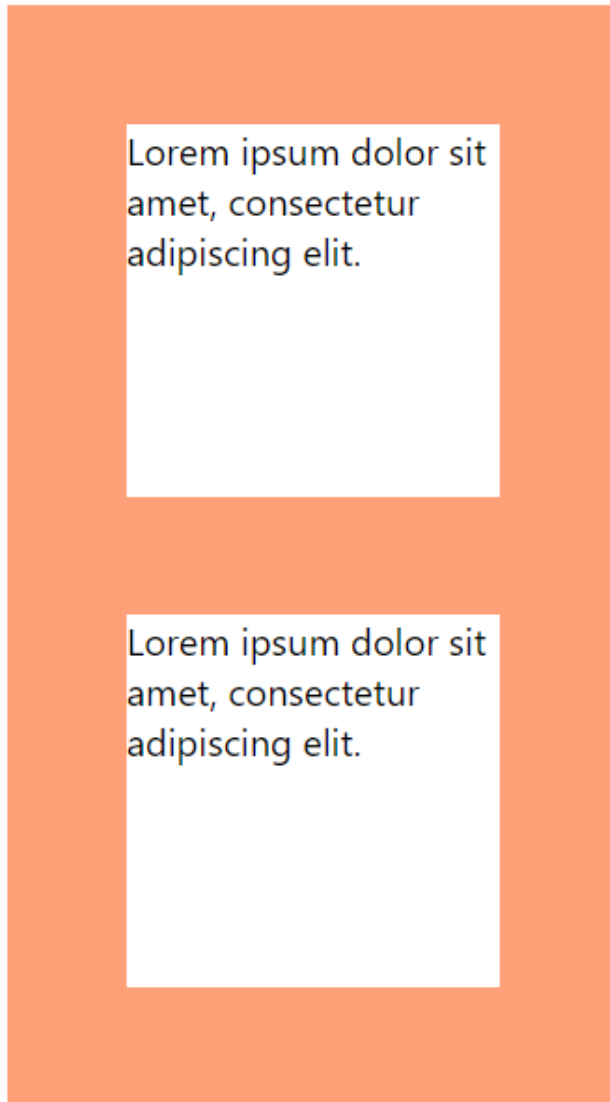 Lorem ipsum dolor sit
amet, consectetur
adipiscing elit.
Lorem ipsum dolor sit
amet, consectetur
adipiscing elit.